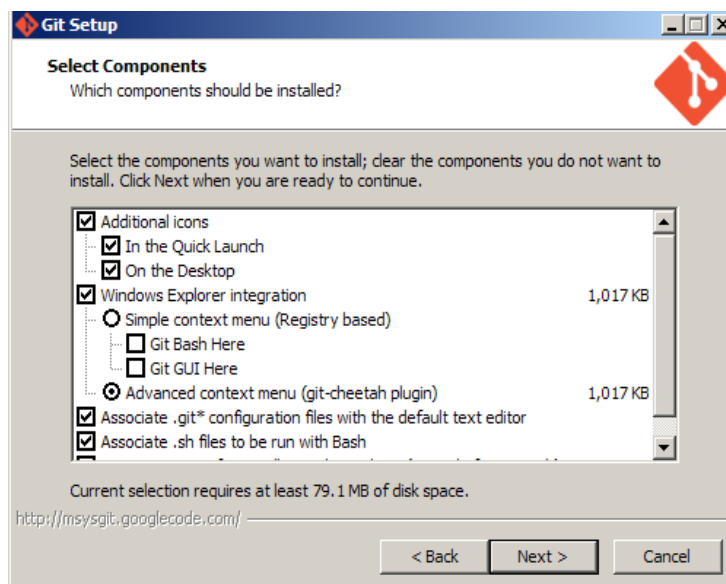 Git Setup
Select Components
Which components should be installed?
Select the components you want to install; clear the components you do not want to
install. Click Next when you are ready to continue.
Additional icons
In the Quick Launch
On the Desktop
Windows Explorer integration 1,017 KB
Simple context menu (Registry based)
Git Bash Here
Git GUI Here
Advanced context menu (git-cheetah plugin) 1,017 KB
Associate .git* configuration files with the default text editor
Associate .sh files to be run with Bash
Current selection requires at least 79.1 MB of disk space.
http://msysgit.googlecode.com/
< Back Next > Cancel